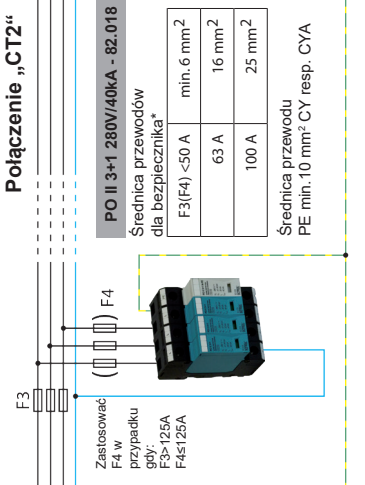 Połączenie „CT2“
F3
F4
Zastosować
F4 w
przypadku
gdy:
F3>125A
F4≤125A
PO II 3+1 280V/40kA - 82.018
Średnica przewodów
dla bezpiecznika*
F3(F4) <50 A min. 6 mm²
63 A 16 mm²
100 A 25 mm²
Średnica przewodu
PE min.10 mm² CY resp. CYA